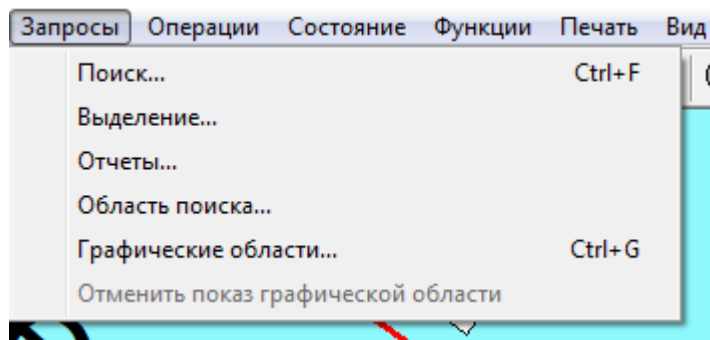 Запросы Операции Состояние Функции Печать Вид
Поиск... Ctrl+F
Выделение...
Отчеты...
Область поиска...
Графические области... Ctrl+G
Отменить показ графической области